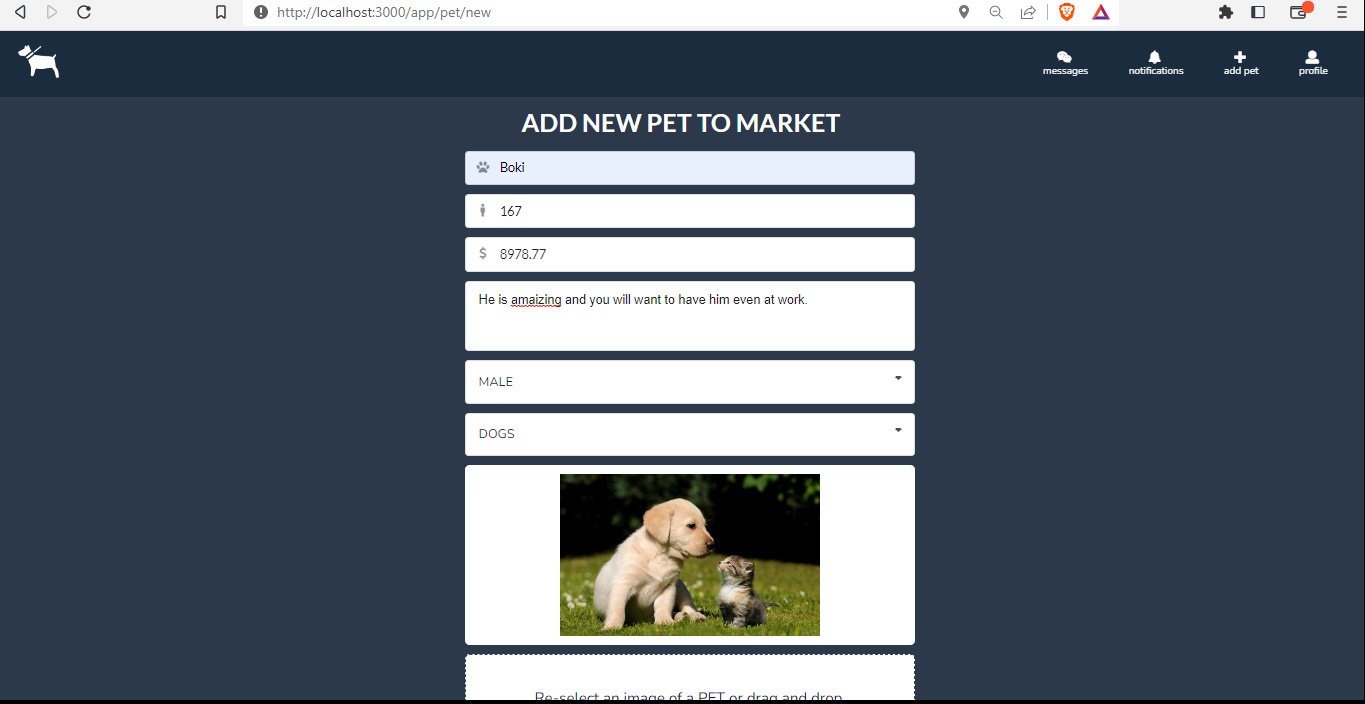 http://localhost:3000/app/pet/new
messages
notifications
add pet
profile
ADD NEW PET TO MARKET
Boki
167
$ 8978.77
He is amaizing and you will want to have him even at work.
MALE
DOGS
Re-select an image of a PET or drag and drop